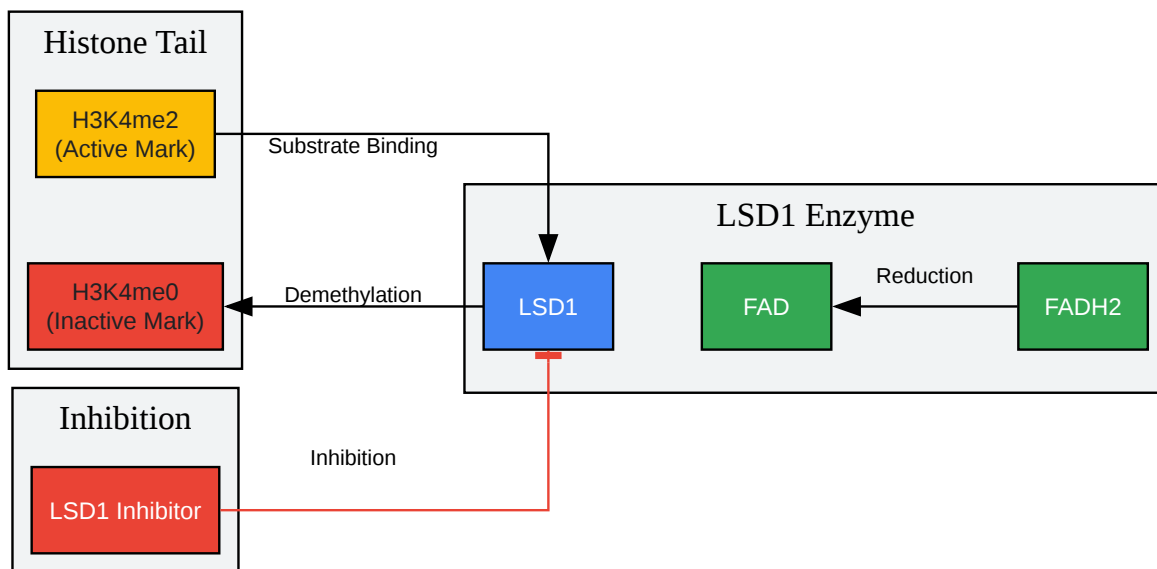 Histone Tail
H3K4me2
(Active Mark)
Substrate Binding
LSD1 Enzyme
H3K4me0
(Inactive Mark)
Demethylation
LSD1
FAD
Reduction
FADH2
Inhibition
Inhibition
LSD1 Inhibitor